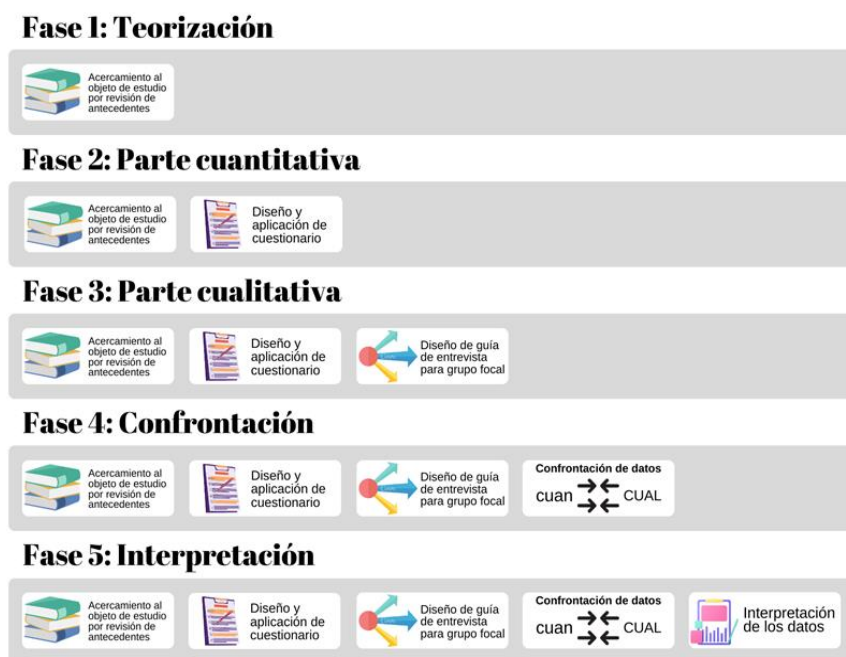 Fase 1: Teorización
Acercamiento al
objeto de estudio
por revisión de
antecedentes
Fase 2: Parte cuantitativa
Acercamiento al
objeto de estudio
por revisión de
antecedentes
Diseño y
aplicación de
cuestionario
Fase 3: Parte cualitativa
Acercamiento al
objeto de estudio
por revisión de
antecedentes
Diseño y
aplicación de
cuestionario
Diseño de guía
de entrevista
para grupo focal
Fase 4: Confrontación
Acercamiento al
objeto de estudio
por revisión de
antecedentes
Diseño y
aplicación de
cuestionario
Diseño de guía
de entrevista
para grupo focal
Confrontación de datos
cuan CUAL
Fase 5: Interpretación
Acercamiento al
objeto de estudio
por revisión de
antecedentes
Diseño y
aplicación de
cuestionario
Diseño de guía
de entrevista
para grupo focal
Confrontación de datos
cuan CUAL
Interpretación
de los datos